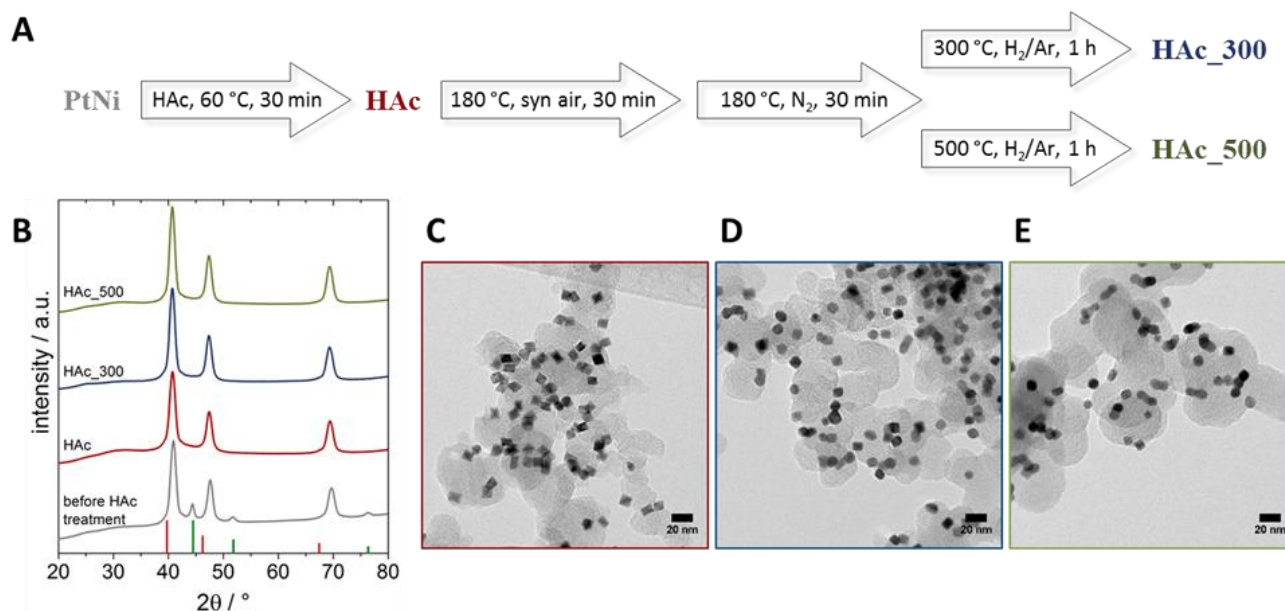 A
PtNi
HAc, 60 °C, 30 min
HAc
180 °C, syn air, 30 min
180 °C, N₂, 30 min
300 °C, H₂/Ar, 1 h
HAc_300
500 °C, H₂/Ar, 1 h
HAc_500
B
intensity / a.u.
HAc_500
HAc_300
HAc
before HAc
treatment
20 30 40 50 60 70 80
2θ / °
C
20 nm
D
20 nm
E
20 nm